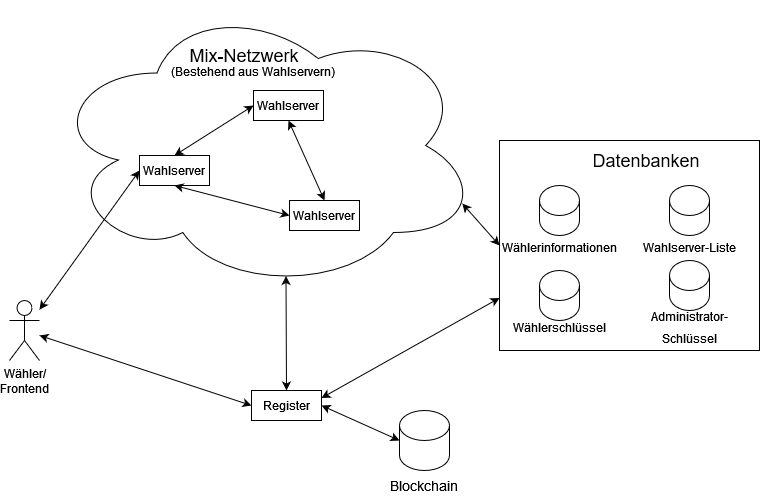 Mix-Netzwerk
(Bestehend aus Wahlservern)
Wahlserver
Wahlserver
Wahlserver
Datenbanken
Wählerinformationen
Wahlserver-Liste
Wählerschlüssel
Administrator-
Schlüssel
Wähler/
Frontend
Register
Blockchain